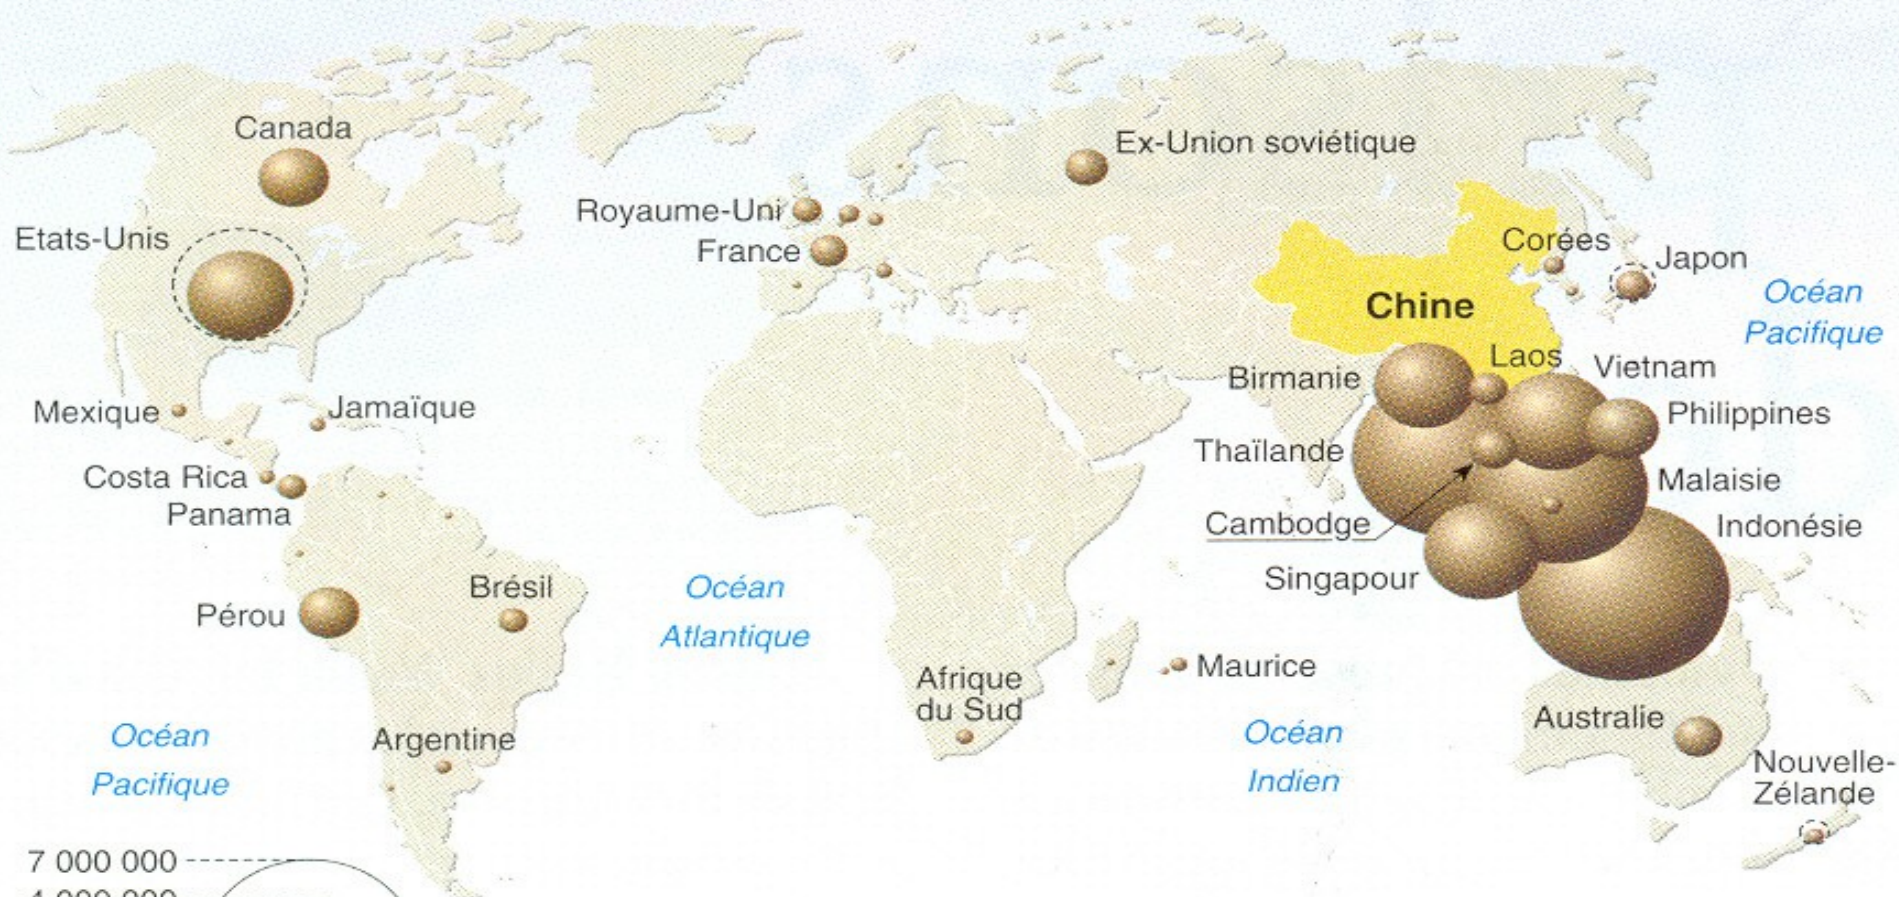 Canada
Ex-Union soviétique
Royaume-Uni
Etats-Unis
France
Corées
Japon
Océan
Pacifique
Chine
Laos
Vietnam
Birmanie
Mexique
Jamaïque
Philippines
Thaïlande
Costa Rica
Malaisie
Panama
Cambodge
Indonésie
Singapour
Océan
Atlantique
Brésil
Pérou
Maurice
Afrique
du Sud
Australie
Océan
Pacifique
Argentine
Océan
Indien
Nouvelle-
Zélande
7 000 000